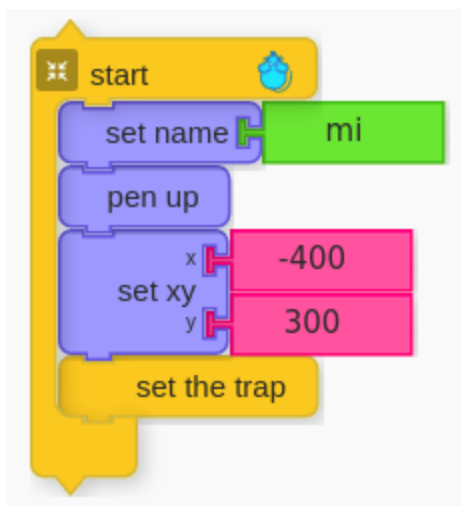 start
set name mi
pen up
x -400
set xy
y 300
set the trap